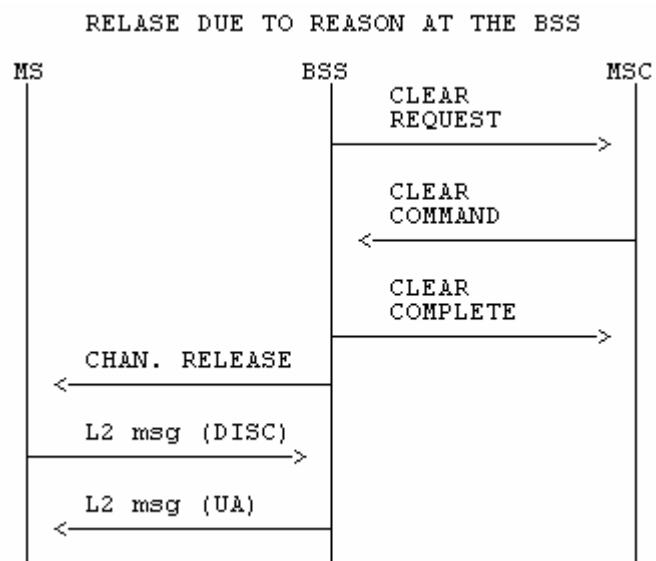 RELASE DUE TO REASON AT THE BSS
MS BSS MSC
CLEAR
REQUEST
CLEAR
COMMAND
CLEAR
COMPLETE
CHAN. RELEASE
L2 msg (DISC)
L2 msg (UA)